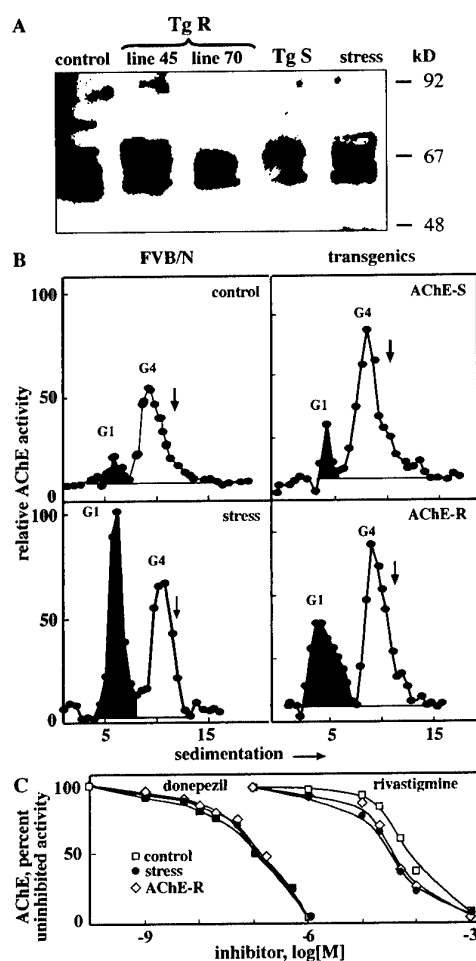 A
Tg R
control line 45 line 70 Tg S stress kD
92
67
48
B FVB/N transgenics
100 control AChE-S
G4 G4
50
G1 G1
0
relative AChE activity
100 G1 stress AChE-R
G4 G4
G1
50
0
5 10 15 5 10 15
sedimentation
C
100 donepezil rivastigmine
AChE, percent
uninhibited activity
50
control
stress
AChE-R
0
-9 -6 -3
inhibitor, log[M]